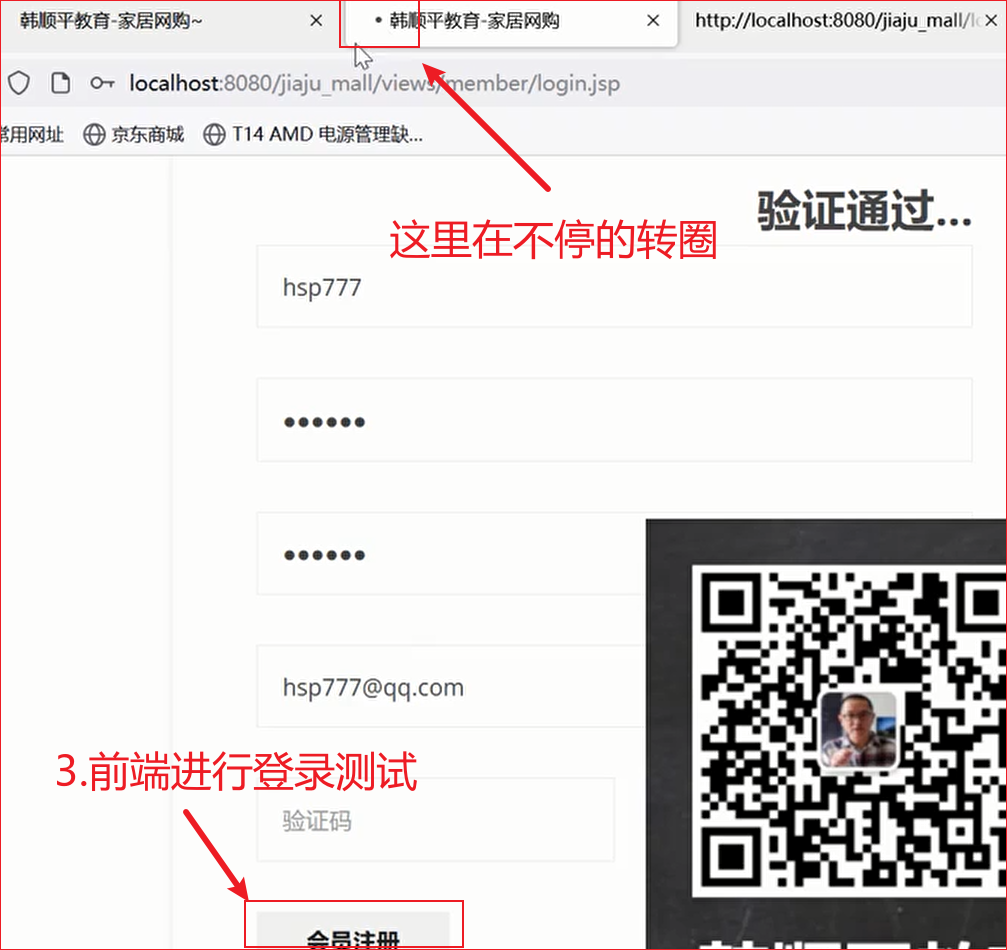 韩顺平教育-家居网购~
韩顺平教育-家居网购
http://localhost:8080/jiaju_mall/
localhost:8080/jiaju_mall/views/member/login.jsp
常用网址
京东商城
T14 AMD 电源管理缺...
验证通过...
这里在不停的转圈
hsp777
●●●●●●
●●●●●●
hsp777@qq.com
3.前端进行登录测试
验证码
会员注册